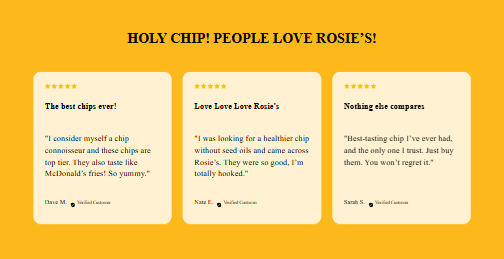 HOLY CHIP! PEOPLE LOVE ROSIE’S!
The best chips ever!
"I consider myself a chip
connoisseur and these chips are
top tier. They also taste like
McDonald’s fries! So yummy."
Dave M. Verified Customer
Love Love Love Rosie’s
"I was looking for a healthier chip
without seed oils and came across
Rosie’s. They were so good, I’m
totally hooked."
Nate E. Verified Customer
Nothing else compares
"Best-tasting chip I’ve ever had,
and the only one I trust. Just buy
them. You won’t regret it."
Sarah S. Verified Customer